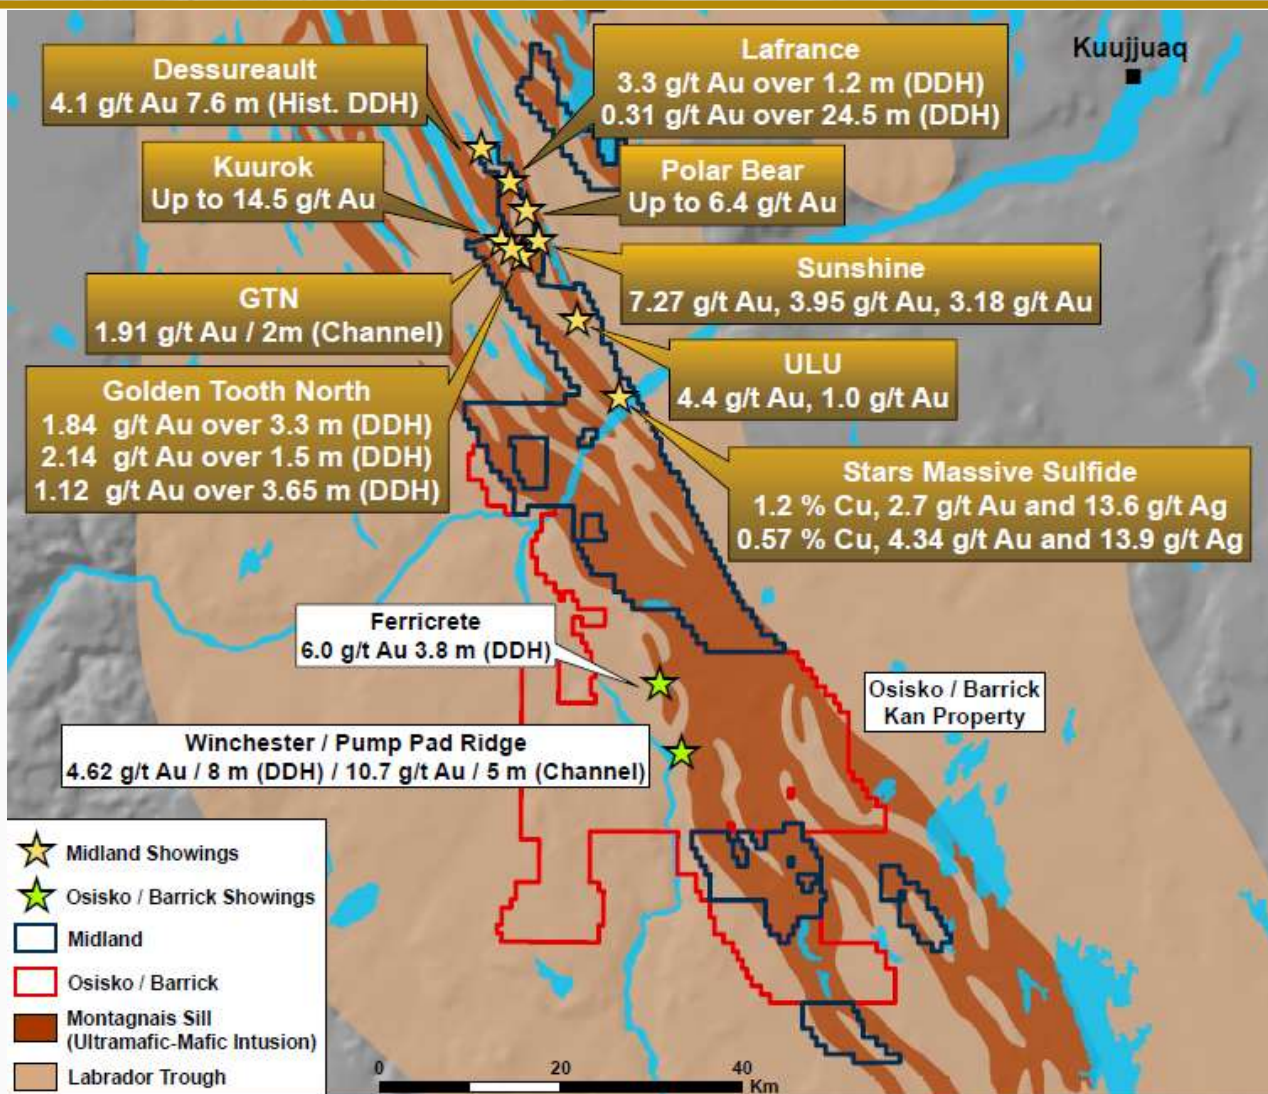 Kuujjuaq
Dessureault
4.1 g/t Au 7.6 m (Hist. DDH)
Lafrance
3.3 g/t Au over 1.2 m (DDH)
0.31 g/t Au over 24.5 m (DDH)
Kuurok
Up to 14.5 g/t Au
Polar Bear
Up to 6.4 g/t Au
GTN
1.91 g/t Au / 2m (Channel)
Sunshine
7.27 g/t Au, 3.95 g/t Au, 3.18 g/t Au
Golden Tooth North
1.84 g/t Au over 3.3 m (DDH)
2.14 g/t Au over 1.5 m (DDH)
1.12 g/t Au over 3.65 m (DDH)
ULU
4.4 g/t Au, 1.0 g/t Au
Stars Massive Sulfide
1.2 % Cu, 2.7 g/t Au and 13.6 g/t Ag
0.57 % Cu, 4.34 g/t Au and 13.9 g/t Ag
Ferricrete
6.0 g/t Au 3.8 m (DDH)
Osisko / Barrick
Kan Property
Winchester / Pump Pad Ridge
4.62 g/t Au / 8 m (DDH) / 10.7 g/t Au / 5 m (Channel)
Midland Showings
Osisko / Barrick Showings
Midland
Osisko / Barrick
Montagnais Sill
(Ultramafic-Mafic Intusion)
Labrador Trough
0 20 40
Km